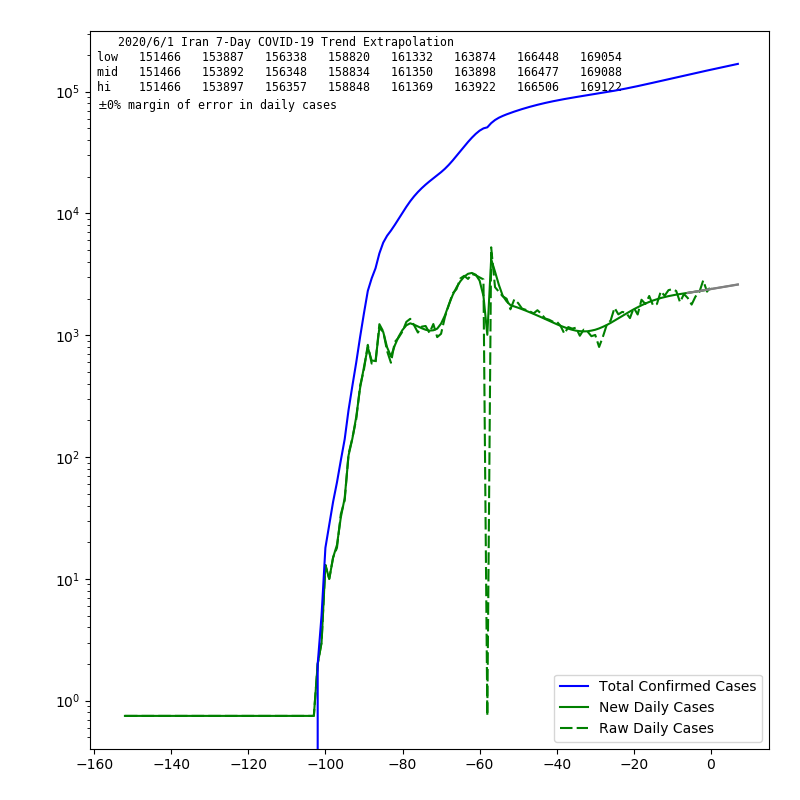 2020/6/1 Iran 7-Day COVID-19 Trend Extrapolation
low 151466 153887 156338 158820 161332 163874 166448 169054
mid 151466 153892 156348 158834 161350 163898 166477 169088
hi 151466 153897 156357 158848 161369 163922 166506 169122
±0% margin of error in daily cases
10⁵
10⁴
10³
10²
10¹
10⁰
Total Confirmed Cases
New Daily Cases
Raw Daily Cases
−160 −140 −120 −100 −80 −60 −40 −20 0